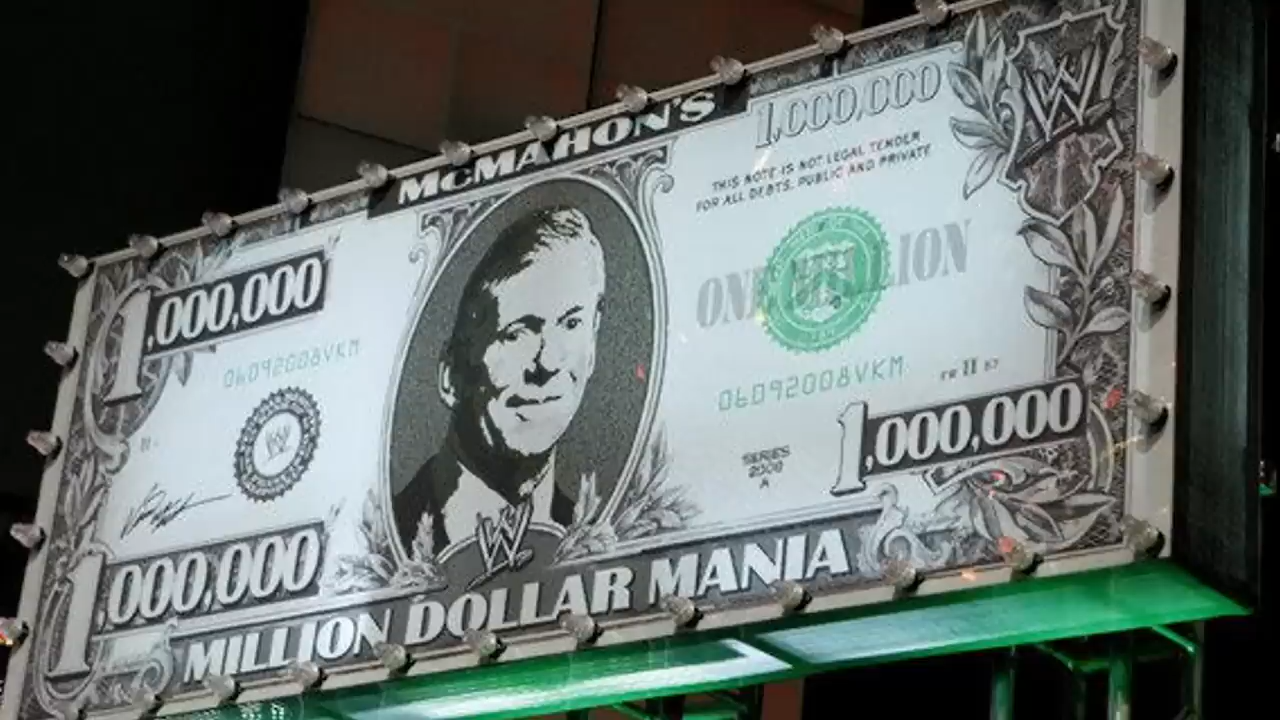 McMAHON'S
1,000,000
W
THIS NOTE IS NOT LEGAL TENDER
FOR ALL DEBTS, PUBLIC AND PRIVATE
1,000,000
ONE MILLION
06092008VKM
06092008VKM
1,000,000
SERIES
2008
A
W
1,000,000
W
MILLION DOLLAR MANIA